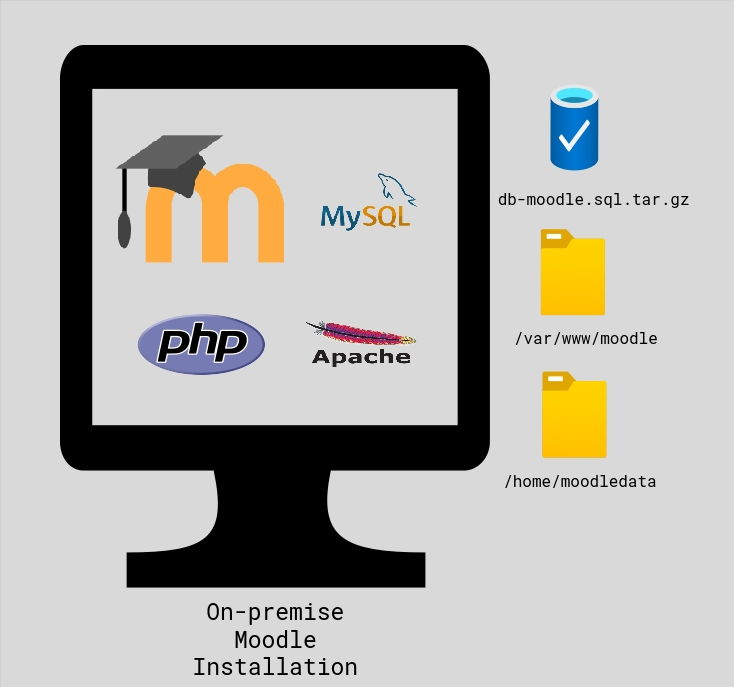 m
MySQL
php
Apache
db-moodle.sql.tar.gz
/var/www/moodle
/home/moodledata
On-premise
Moodle
Installation